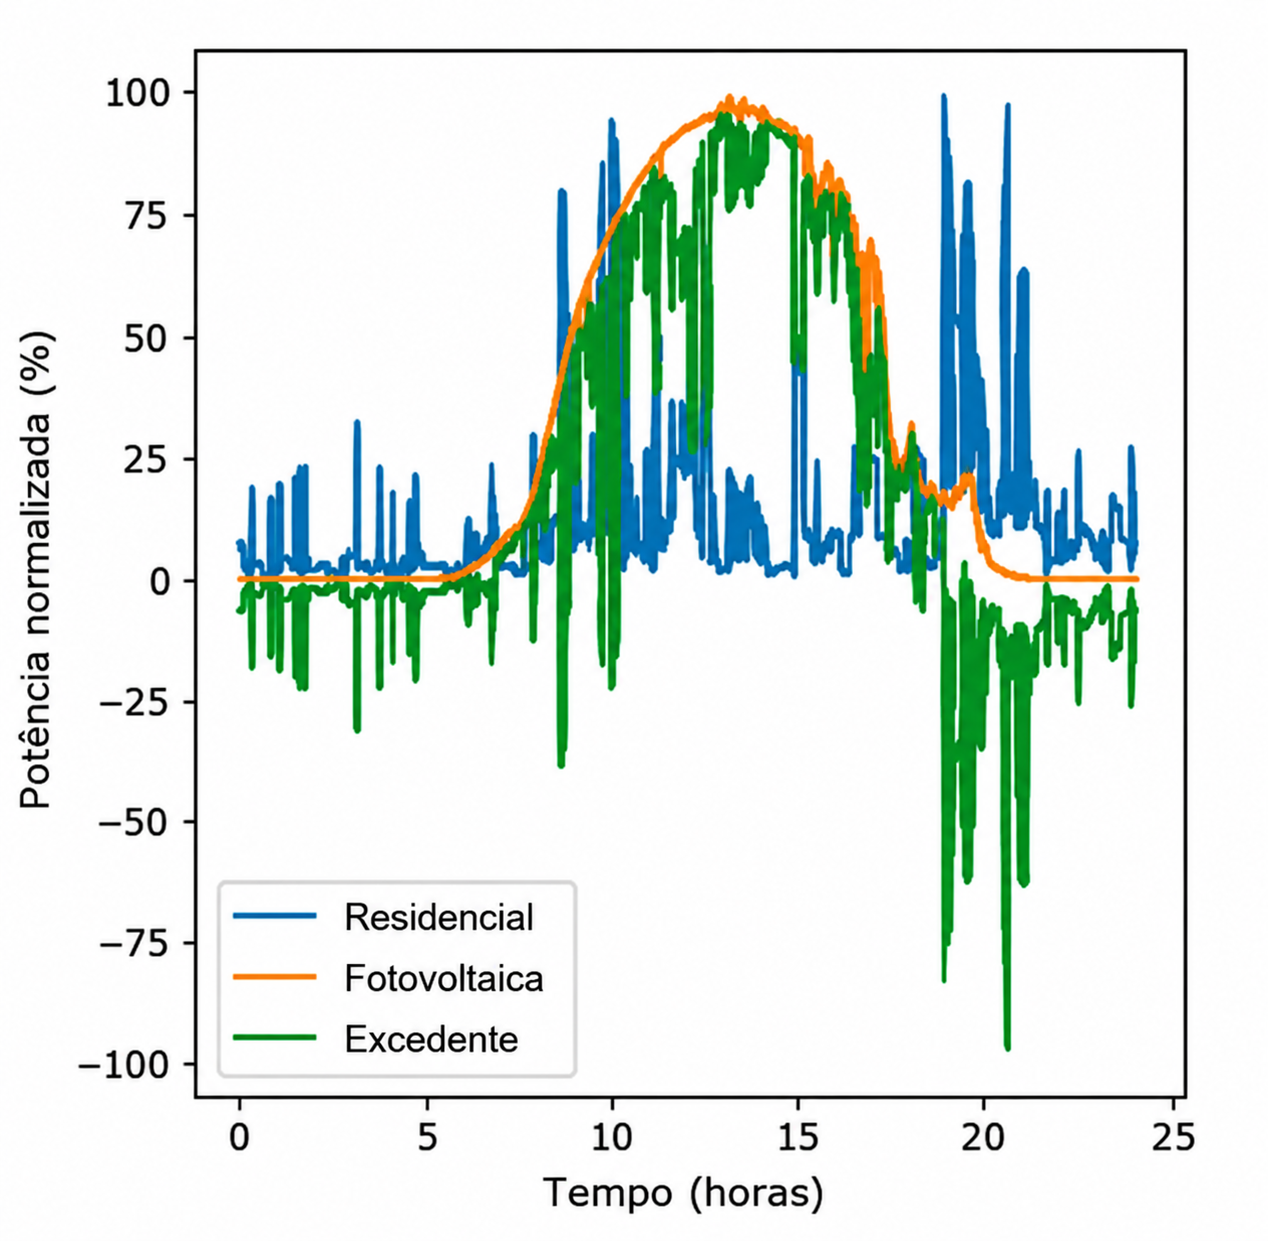 Potência normalizada (%)
100
75
50
25
0
−25
−50
−75
−100
Residencial
Fotovoltaica
Excedente
0 5 10 15 20 25
Tempo (horas)